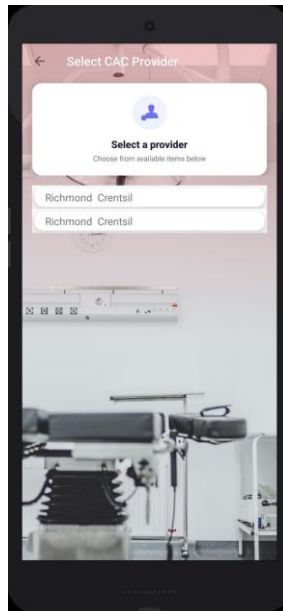 Select CAC Provider
Select a provider
Choose from available items below
Richmond Crentsil
Richmond Crentsil